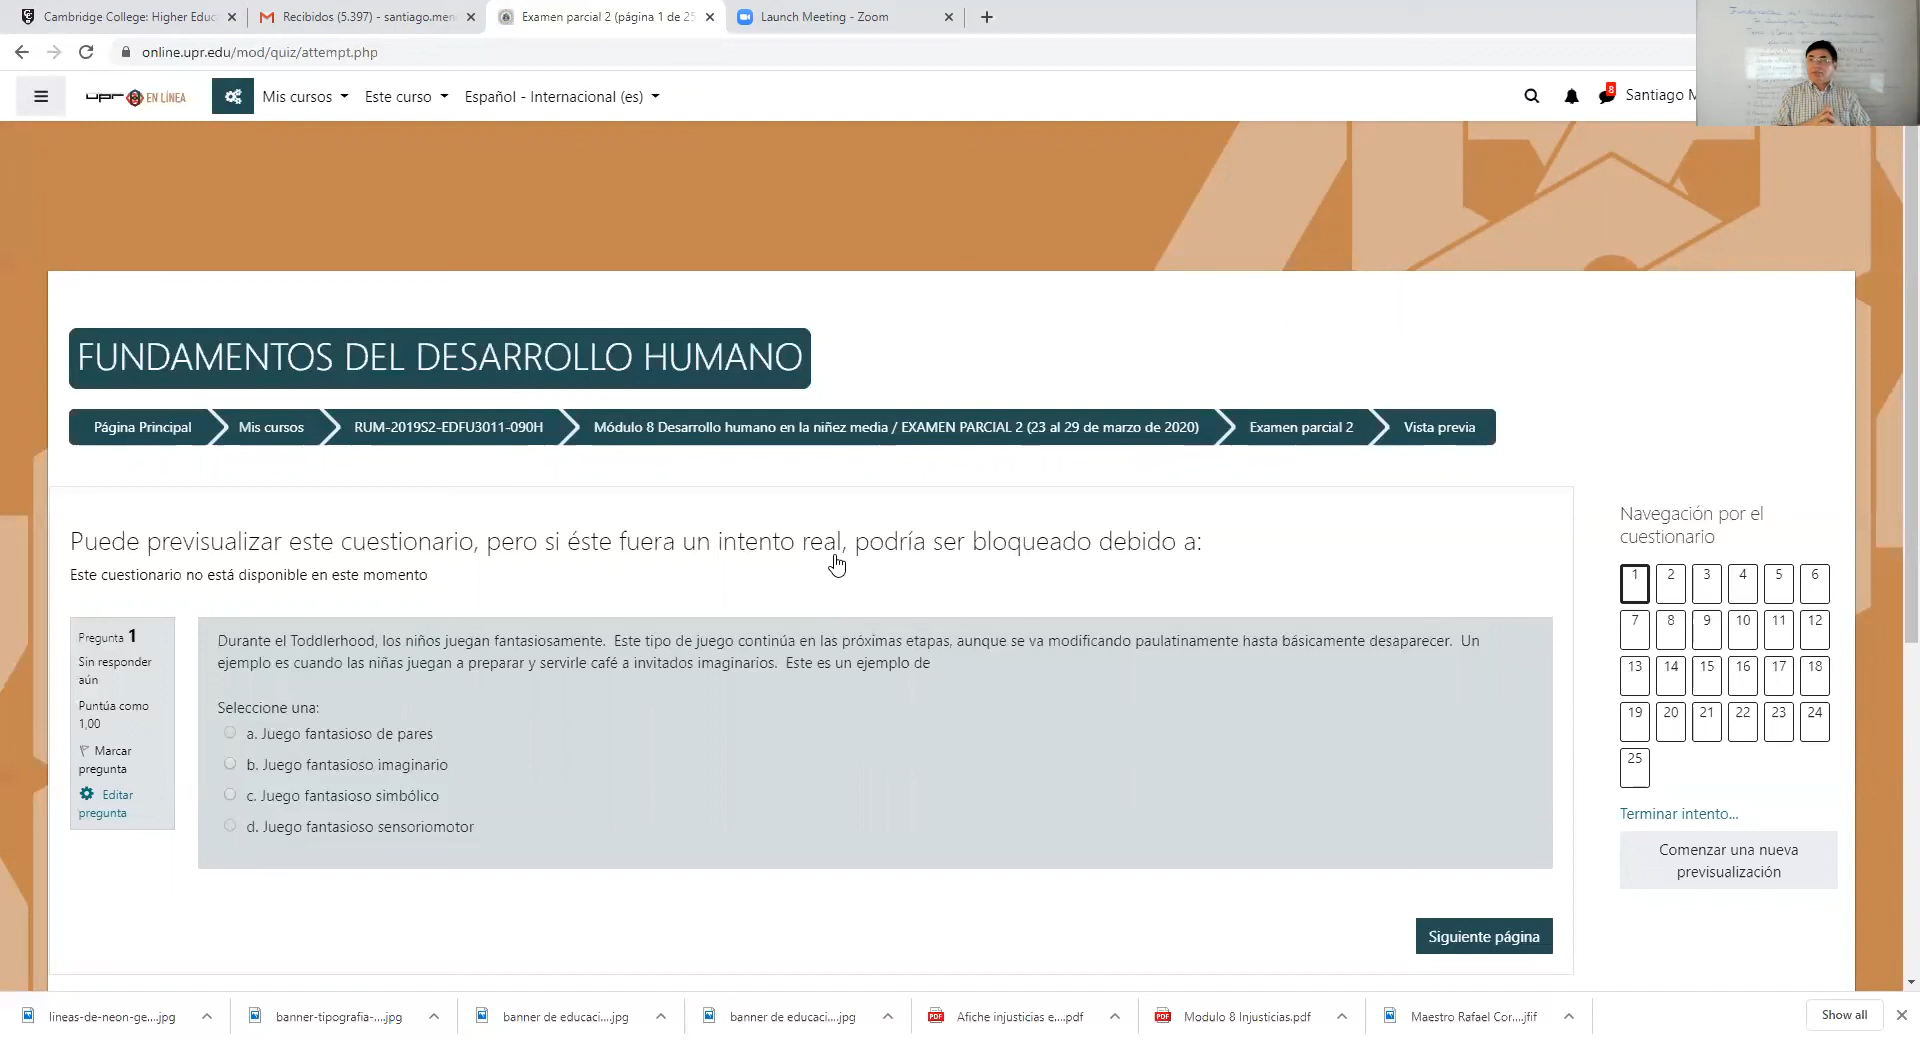 Cambridge College: Higher Educ
Recibidos (5.397) - santiago.men
Examen parcial 2 (página 1 de 25
Launch Meeting - Zoom
online.upr.edu/mod/quiz/attempt.php
upr EN LÍNEA
Mis cursos
Este curso
Español - Internacional (es)
8
Santiago M
FUNDAMENTOS DEL DESARROLLO HUMANO
Página Principal
Mis cursos
RUM-2019S2-EDFU3011-090H
Módulo 8 Desarrollo humano en la niñez media / EXAMEN PARCIAL 2 (23 al 29 de marzo de 2020)
Examen parcial 2
Vista previa
Puede previsualizar este cuestionario, pero si éste fuera un intento real, podría ser bloqueado debido a:
Este cuestionario no está disponible en este momento
Pregunta 1
Sin responder
aún
Puntúa como
1,00
Marcar
pregunta
Editar
pregunta
Durante el Toddlerhood, los niños juegan fantasiosamente. Este tipo de juego continúa en las próximas etapas, aunque se va modificando paulatinamente hasta básicamente desaparecer. Un
ejemplo es cuando las niñas juegan a preparar y servirle café a invitados imaginarios. Este es un ejemplo de
Seleccione una:
a. Juego fantasioso de pares
b. Juego fantasioso imaginario
c. Juego fantasioso simbólico
d. Juego fantasioso sensoriomotor
Siguiente página
Navegación por el
cuestionario
1 2 3 4 5 6
7 8 9 10 11 12
13 14 15 16 17 18
19 20 21 22 23 24
25
Terminar intento...
Comenzar una nueva
previsualización
lineas-de-neon-ge....jpg
banner-tipografia-....jpg
banner de educaci....jpg
banner de educaci....jpg
Afiche injusticias e....pdf
Modulo 8 Injusticias.pdf
Maestro Rafael Cor....jfif
Show all